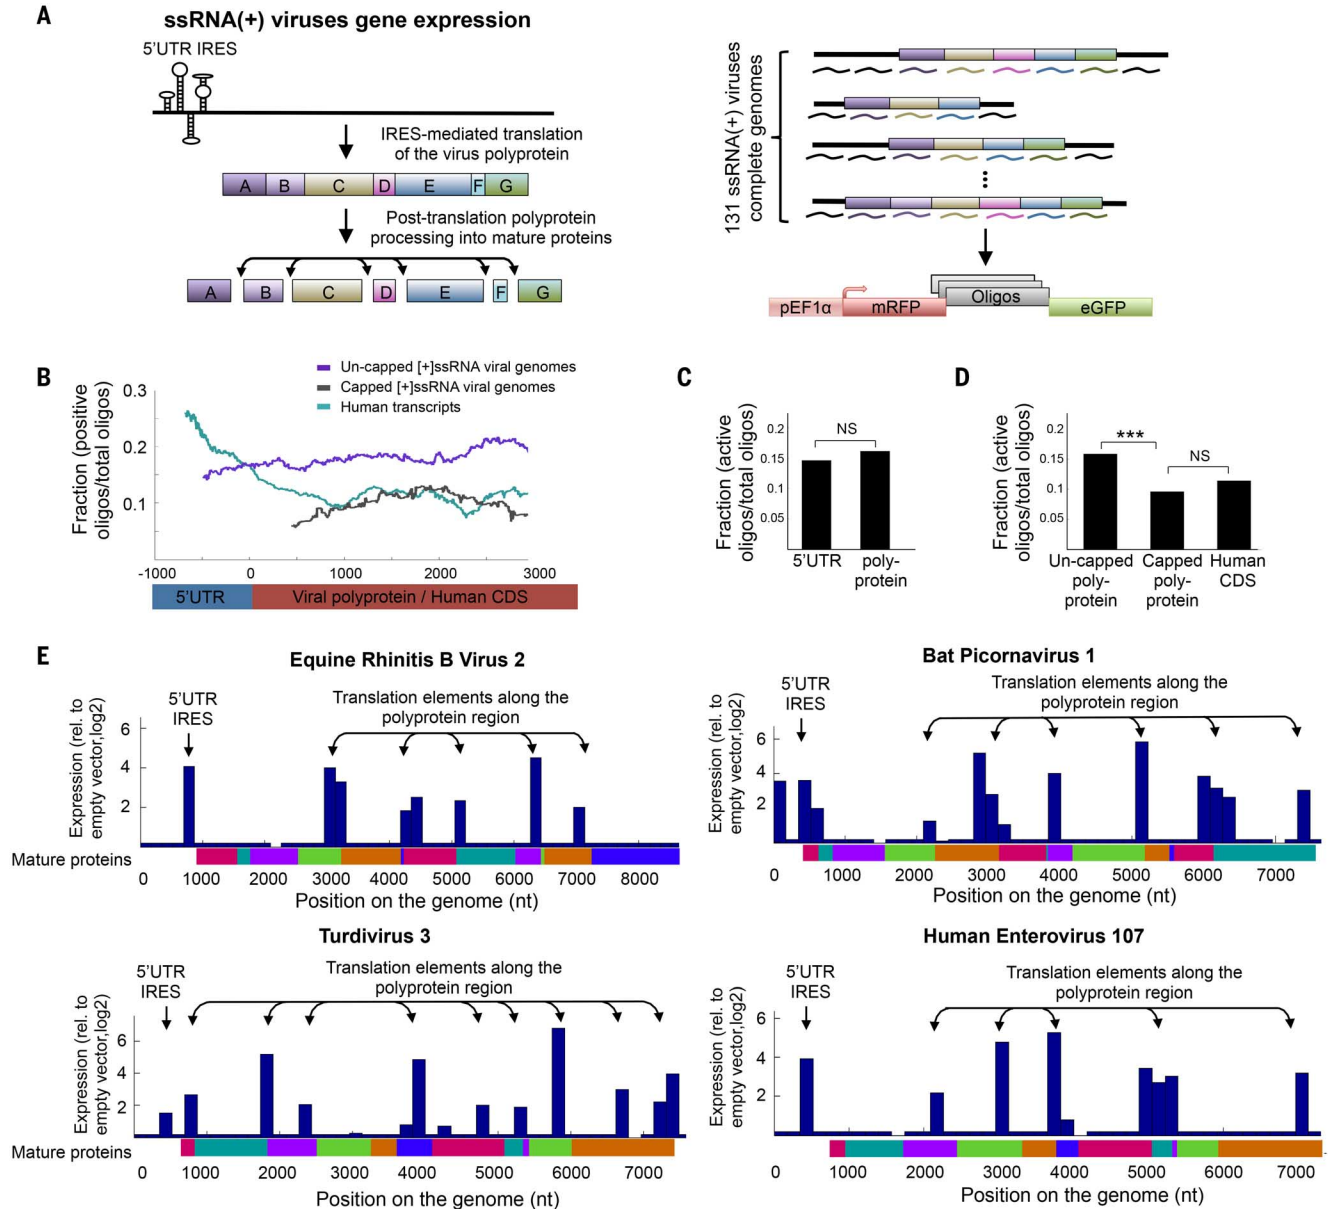 A
ssRNA(+) viruses gene expression
5'UTR IRES
IRES-mediated translation
of the virus polyprotein
A B C D E F G
Post-translation polyprotein
processing into mature proteins
A B C D E F G
131 ssRNA(+) viruses
complete genomes
pEF1α mRFP Oligos eGFP
B
Un-capped [+]ssRNA viral genomes
Capped [+]ssRNA viral genomes
Human transcripts
Fraction (positive
oligos/total oligos)
0.3
0.2
0.1
-1000 0 1000 2000 3000
5'UTR Viral polyprotein / Human CDS
C
Fraction (active
oligos/total oligos)
0.2
0.15
0.1
0.05
NS
5'UTR poly-
protein
D
Fraction (active
oligos/total oligos)
0.2
0.15
0.1
0.05
***
NS
Un-capped Capped Human
poly- poly- CDS
protein protein
E
Equine Rhinitis B Virus 2
5'UTR
IRES
Translation elements along the
polyprotein region
Expression (rel. to
empty vector,log2)
6
4
2
Mature proteins
0 1000 2000 3000 4000 5000 6000 7000 8000
Position on the genome (nt)
Bat Picornavirus 1
5'UTR
IRES
Translation elements along the
polyprotein region
Expression (rel. to
empty vector,log2)
6
4
2
0 1000 2000 3000 4000 5000 6000 7000
Position on the genome (nt)
Turdivirus 3
5'UTR
IRES
Translation elements along the
polyprotein region
Expression (rel. to
empty vector,log2)
6
4
2
Mature proteins
0 1000 2000 3000 4000 5000 6000 7000
Position on the genome (nt)
Human Enterovirus 107
5'UTR
IRES
Translation elements along the
polyprotein region
Expression (rel. to
empty vector,log2)
6
4
2
0 1000 2000 3000 4000 5000 6000 7000
Position on the genome (nt)